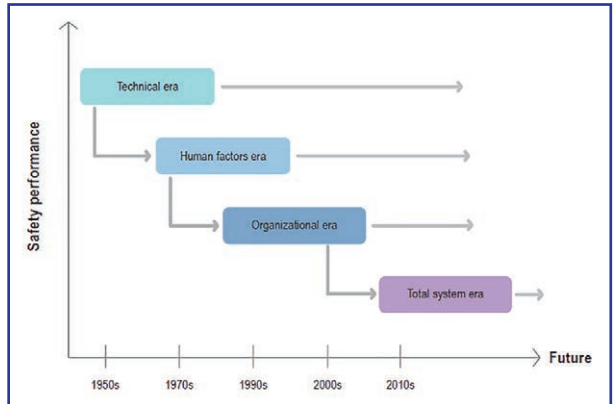 Technical era
Human factors era
Organizational era
Total system era
Safety performance
Future
1950s
1970s
1990s
2000s
2010s